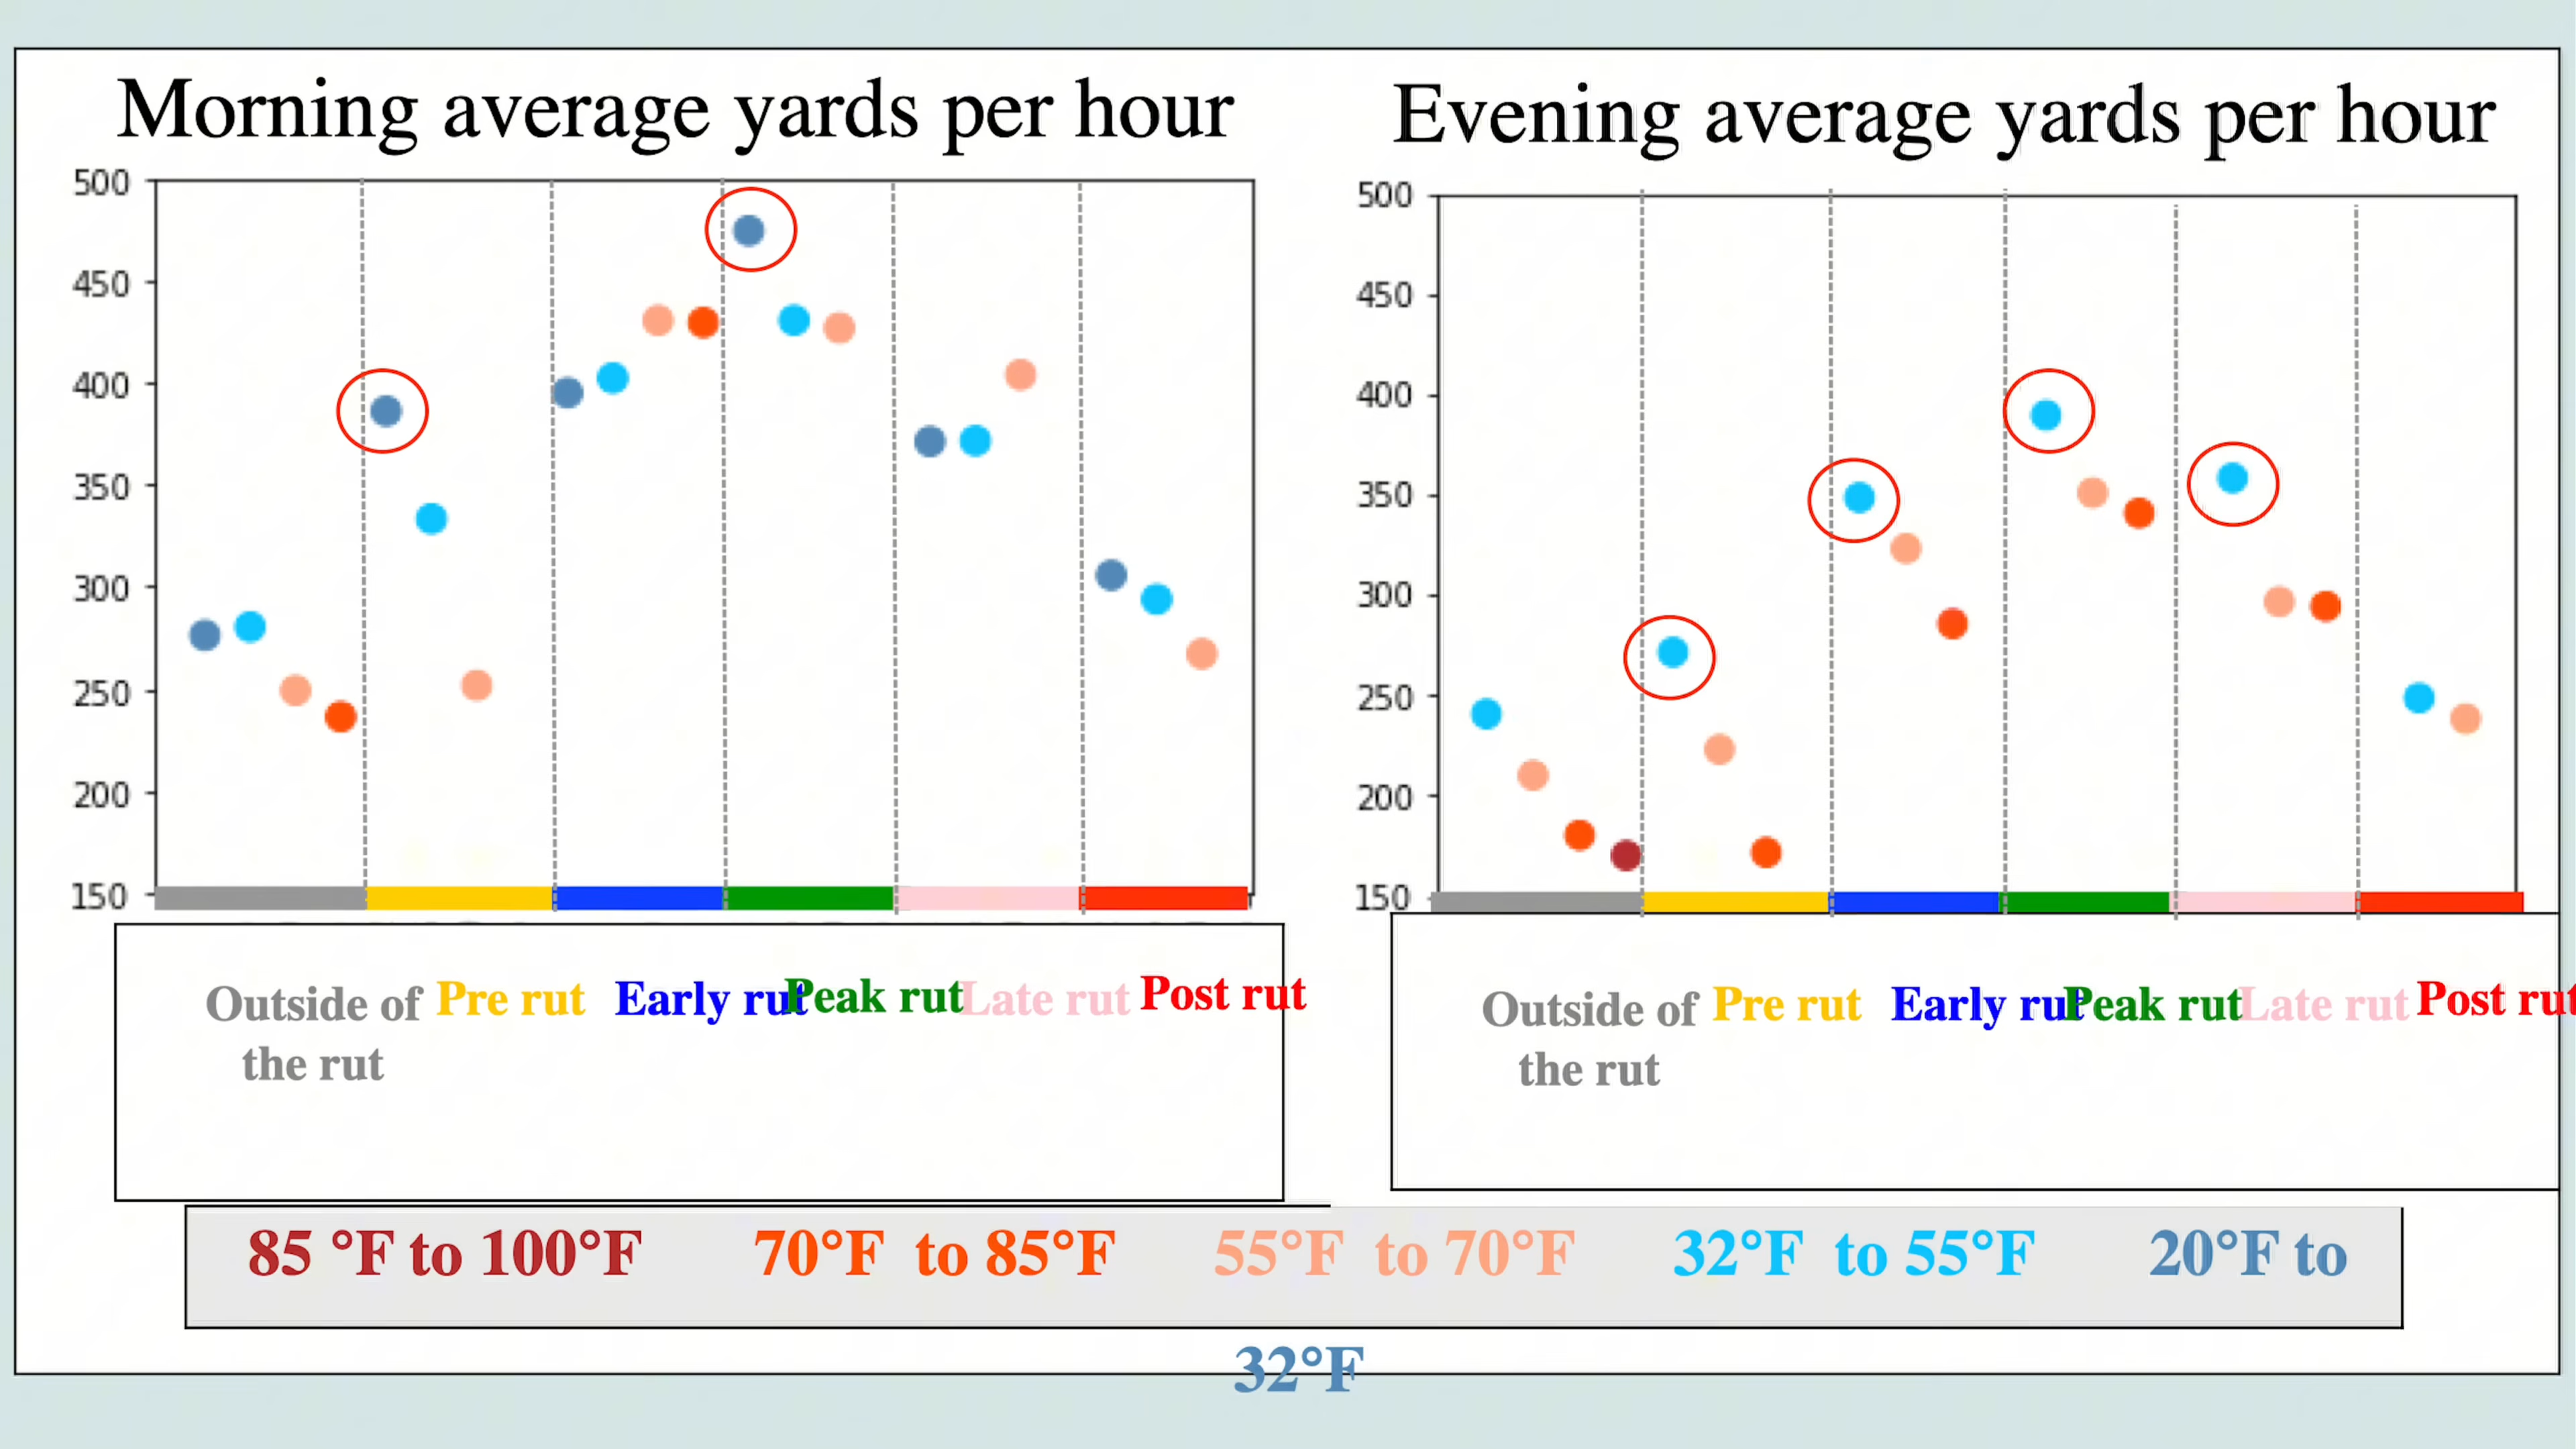 Morning average yards per hour
500
450
400
350
300
250
200
150
Outside of
the rut
Pre rut
Early rut
Peak rut
Late rut
Post rut
Evening average yards per hour
500
450
400
350
300
250
200
150
Outside of
the rut
Pre rut
Early rut
Peak rut
Late rut
Post rut
85 °F to 100°F 70°F to 85°F 55°F to 70°F 32°F to 55°F 20°F to
32°F